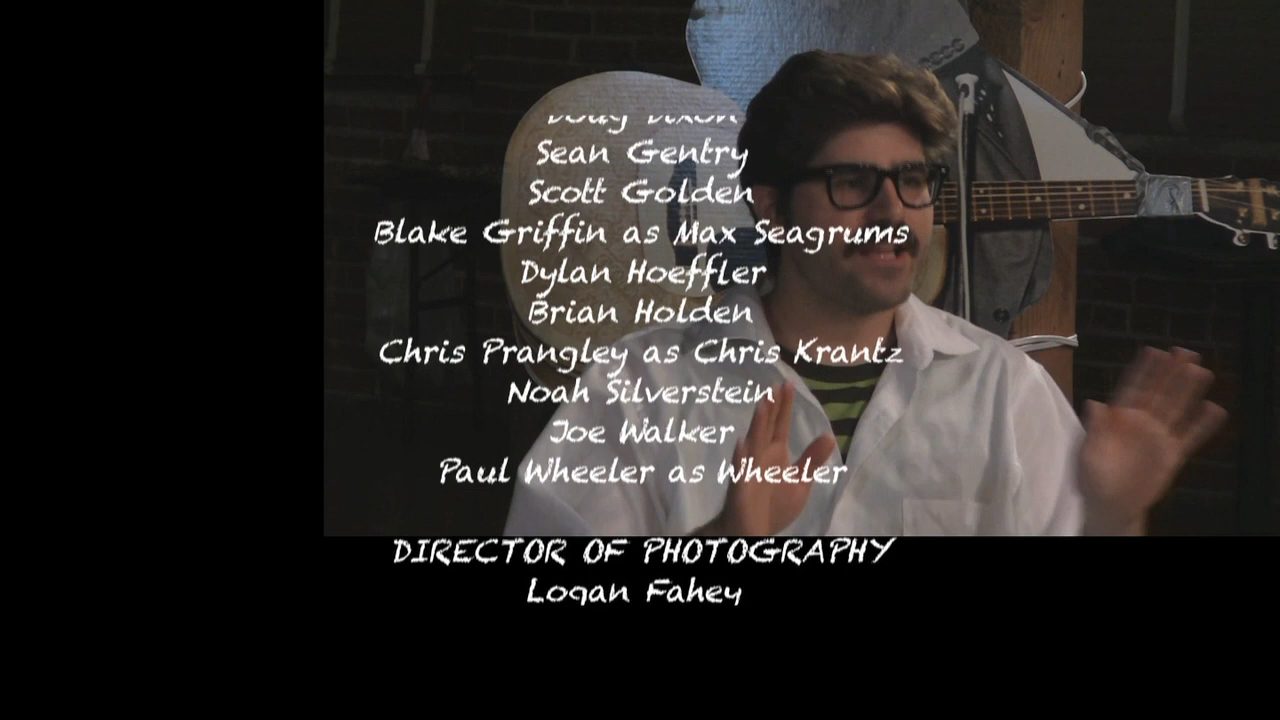 Sean Gentry
Scott Golden
Blake Griffin as Max Seagrums
Dylan Hoeffler
Brian Holden
Chris Prangley as Chris Krantz
Noah Silverstein
Joe Walker
Paul Wheeler as Wheeler
DIRECTOR OF PHOTOGRAPHY
Logan Fahey